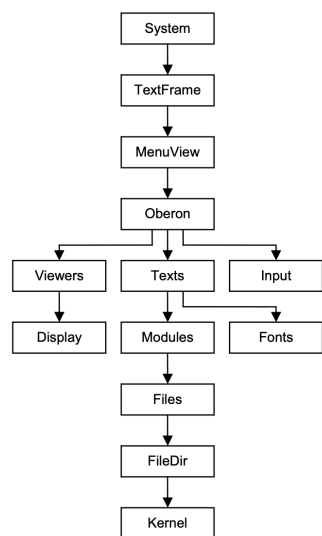 System
TextFrame
MenuView
Oberon
Viewers
Texts
Input
Display
Modules
Fonts
Files
FileDir
Kernel